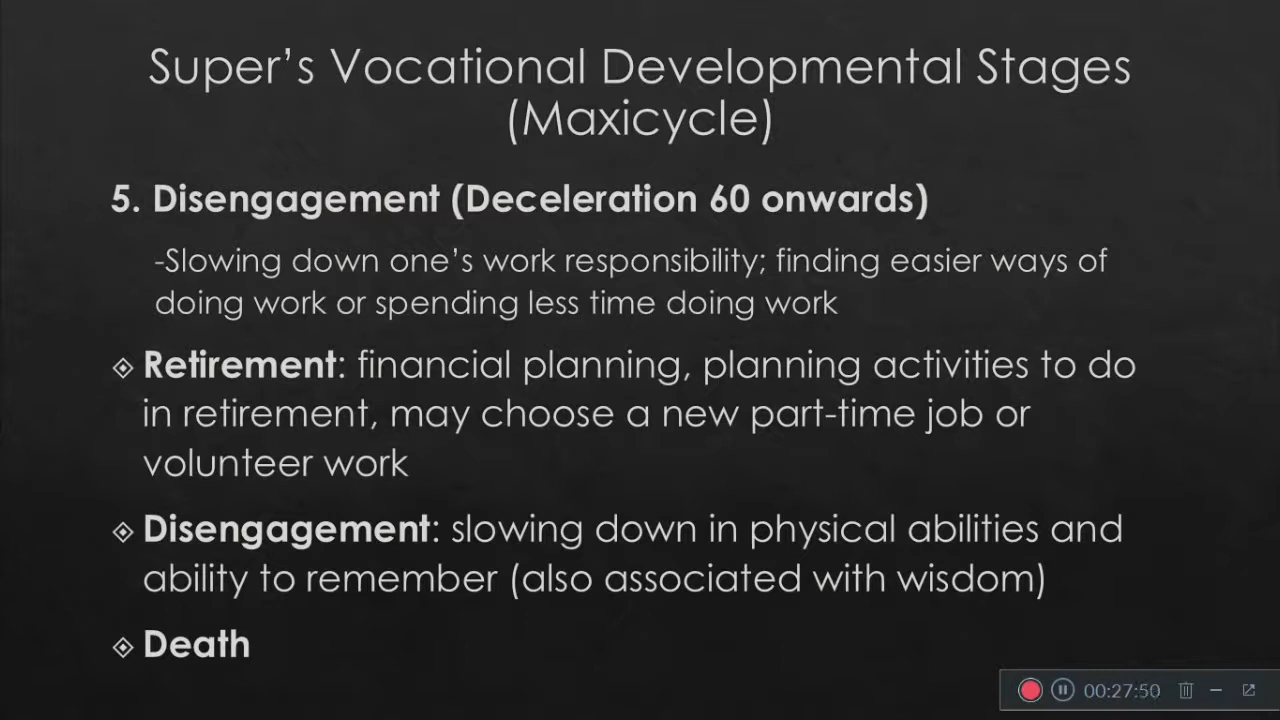 Super’s Vocational Developmental Stages
(Maxicycle)
5. Disengagement (Deceleration 60 onwards)
-Slowing down one’s work responsibility; finding easier ways of
doing work or spending less time doing work
Retirement: financial planning, planning activities to do
in retirement, may choose a new part-time job or
volunteer work
Disengagement: slowing down in physical abilities and
ability to remember (also associated with wisdom)
Death
00:27:50